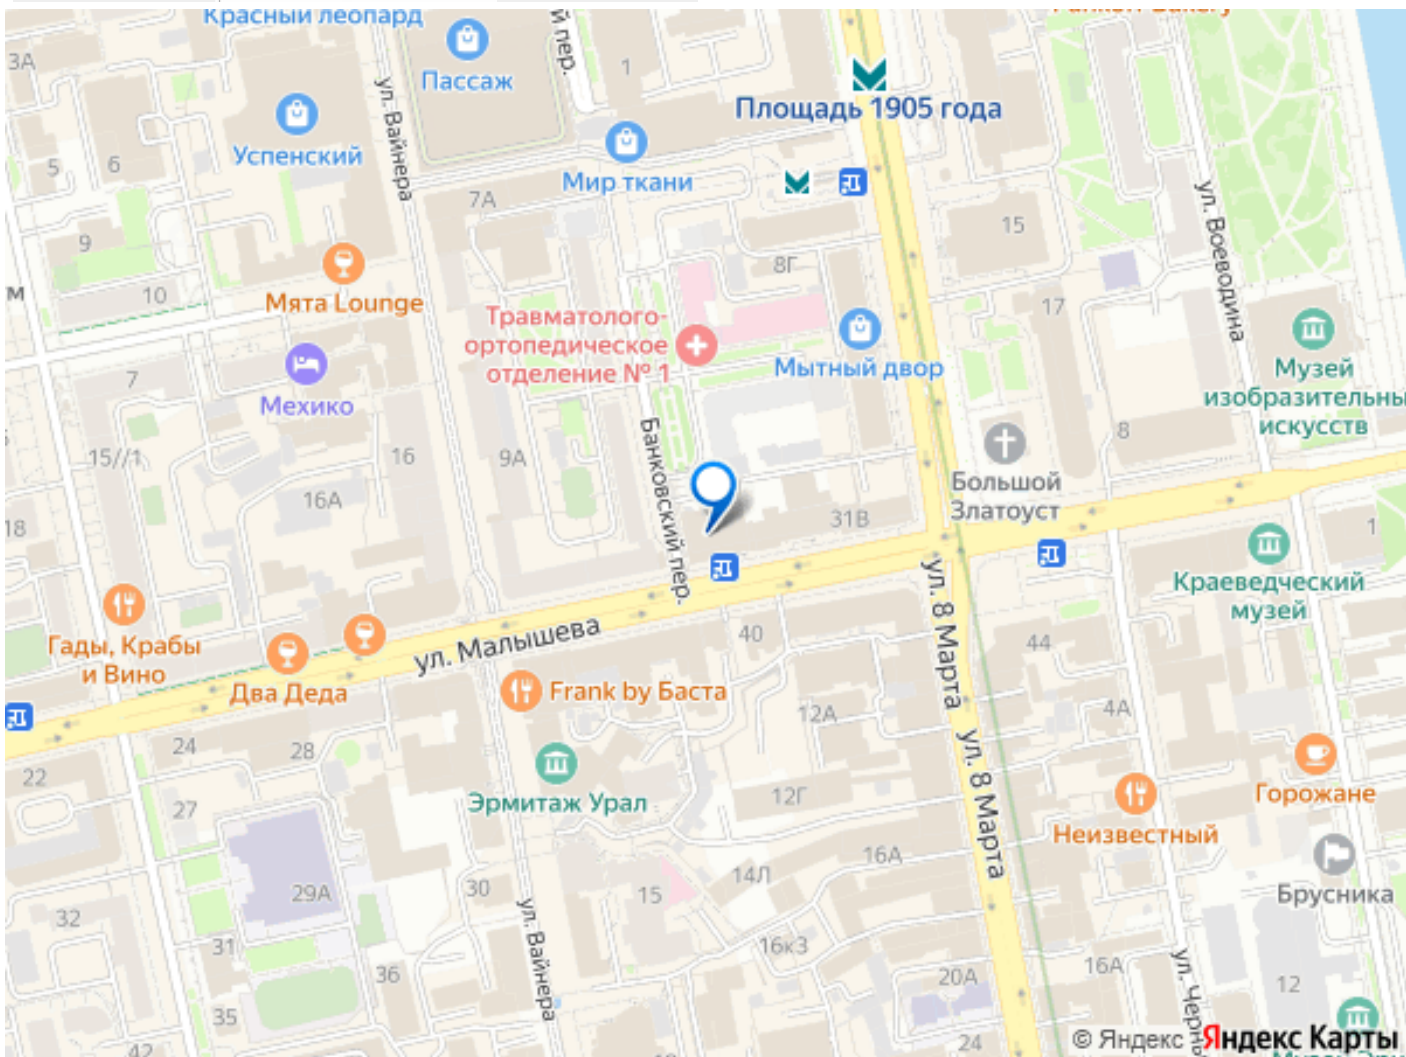 Красный леопард
й пер.
3А
Пассаж
1
ул. Вайнера
Площадь 1905 года
Успенский
5
6
Мир ткани
7А
ул. Воеводина
15
9
8Г
М
10
Мята Lounge
17
Травматолого-
ортопедическое
отделение № 1
Мытный двор
Музей
изобразительны
искусств
7
Мехико
8
Банковский пер.
15//1
16
9А
16А
Большой
Златоуст
31В
18
1
Краеведческий
музей
ул. 8 Марта
Гады, Крабы
и Вино
ул. Малышева
40
44
Два Деда
Frank by Баста
12А
4А
24
28
ул. 8 Марта
22
27
Эрмитаж Урал
12Г
Горожане
Неизвестный
16А
29А
30
15
14Л
Брусника
32
ул. Вайнера
31
36
16к3
20А
16А
12
35
42
24
© Яндекс
Яндекс Карты